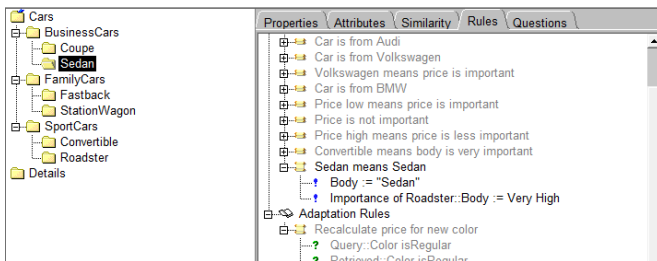 Cars
BusinessCars
Coupe
Sedan
FamilyCars
Fastback
StationWagon
SportCars
Convertible
Roadster
Details
Properties Attributes Similarity Rules Questions
Car is from Audi
Car is from Volkswagen
Volkswagen means price is important
Car is from BMW
Price low means price is important
Price is not important
Price high means price is less important
Convertible means body is very important
Sedan means Sedan
Body := "Sedan"
Importance of Roadster::Body := Very High
Adaptation Rules
Recalculate price for new color
Query::Color isRegular
Retrieved::Color isRegular